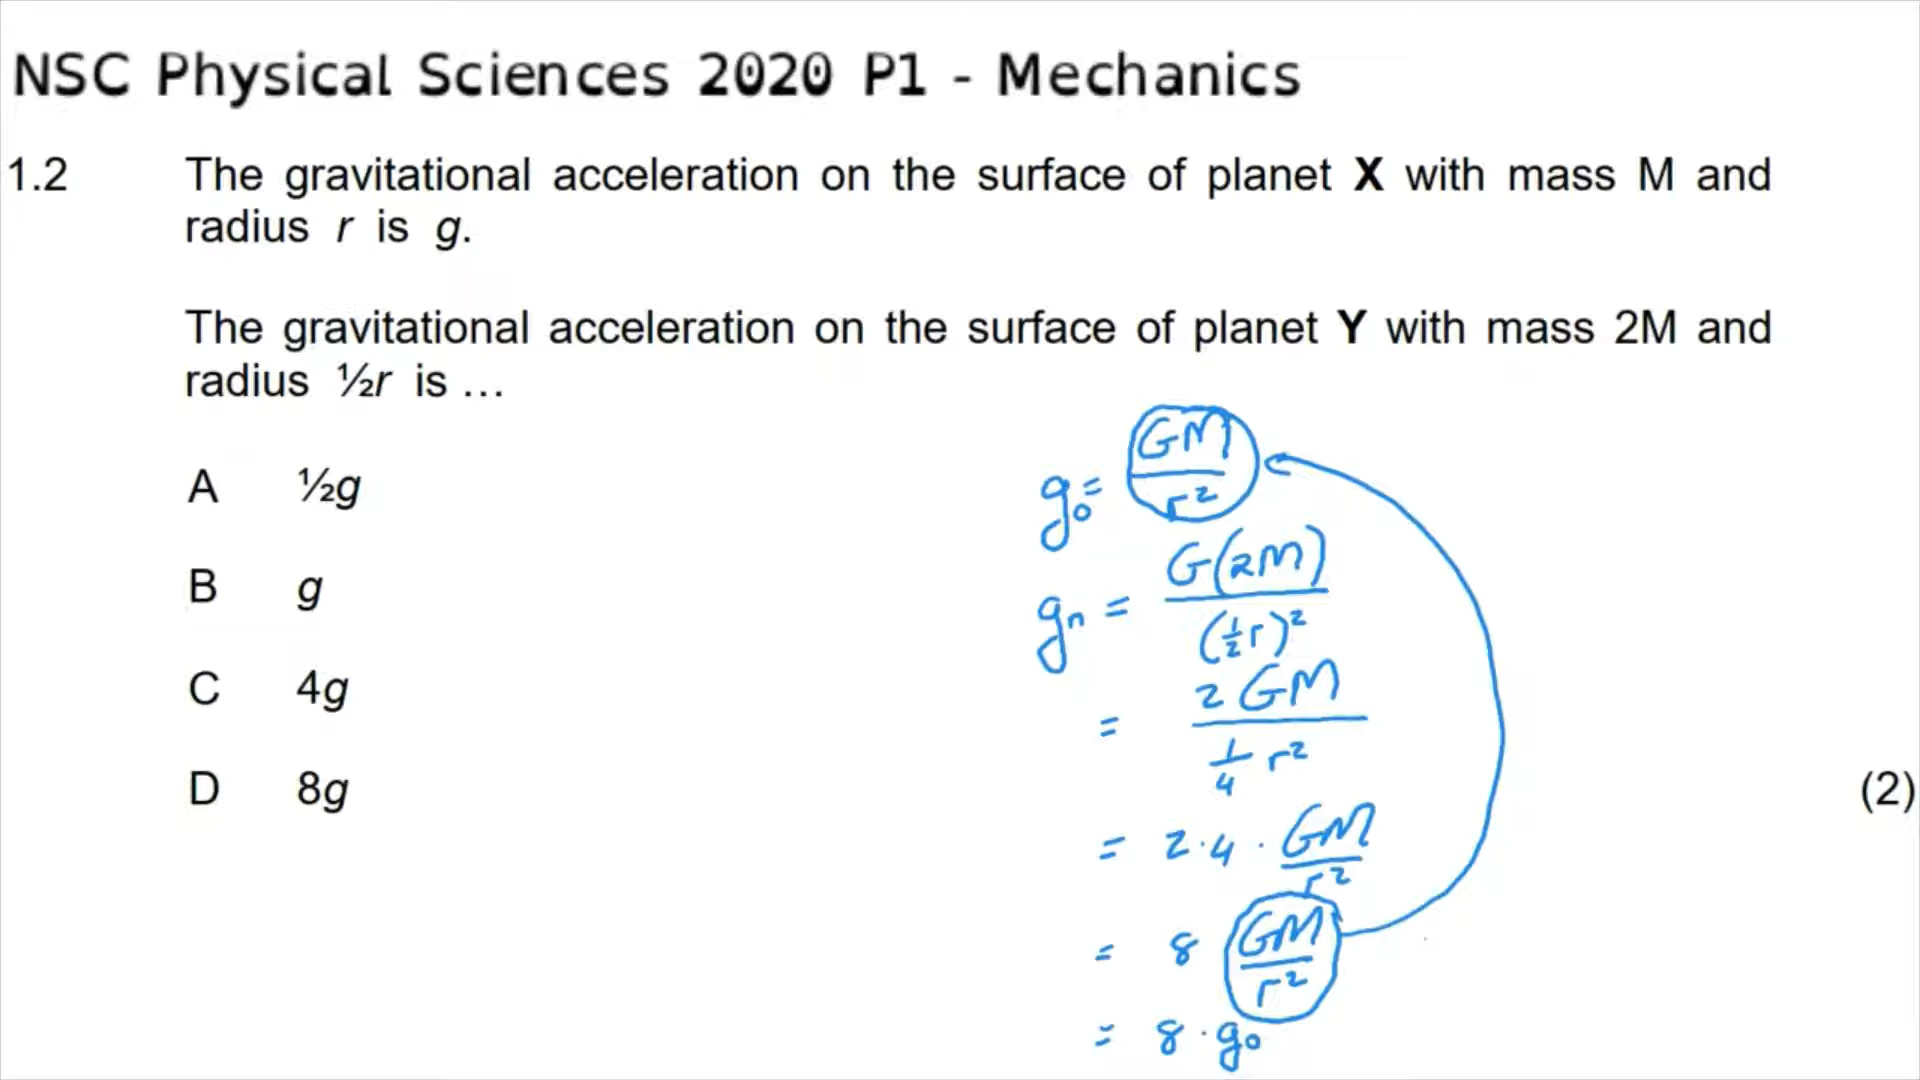 NSC Physical Sciences 2020 P1 - Mechanics
1.2 The gravitational acceleration on the surface of planet X with mass M and
radius r is g.
The gravitational acceleration on the surface of planet Y with mass 2M and
radius ½r is …
A ½g
B g
C 4g
D 8g
(2)
g₀ = GM / r²
gₙ = G(2M) / (½r)²
= 2GM / ¼ r²
= 2·4 · GM / r²
= 8 GM / r²
= 8 · g₀